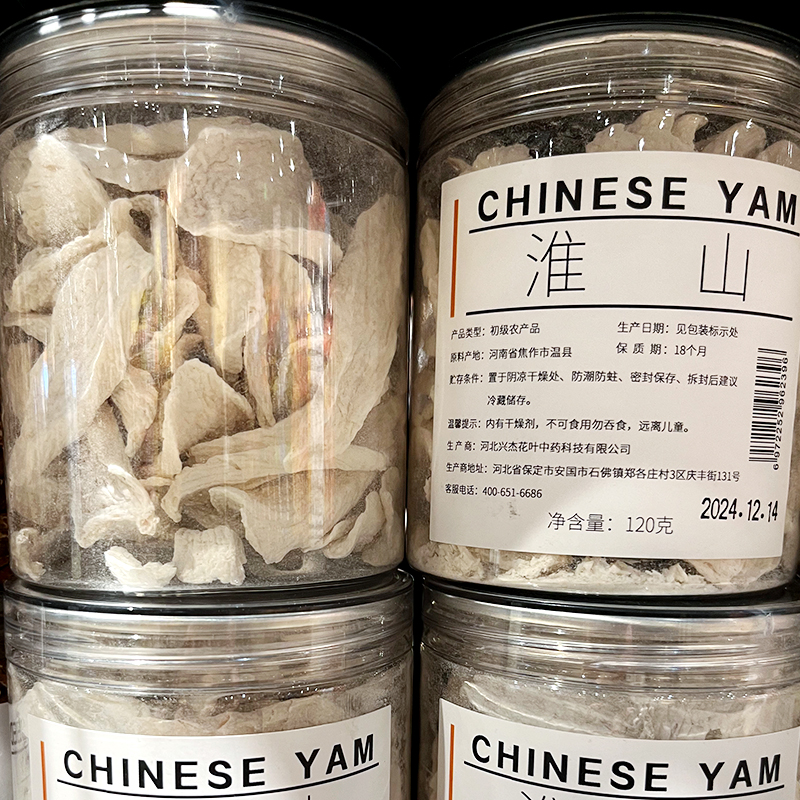 CHINESE YAM
淮 山
产品类型：初级农产品 生产日期：见包装标示处
原料产地：河南省焦作市温县 保质期：18个月
贮存条件：置于阴凉干燥处、防潮防蛀、密封保存、拆封后建议
冷藏储存。
温馨提示：内有干燥剂，不可食用勿吞食，远离儿童。
生产商：河北兴杰花叶中药科技有限公司
生产商地址：河北省保定市安国市石佛镇郑各庄村3区庆丰街131号
客服电话：400-651-6686
净含量：120克
2024.12.14
6 972252 962396
CHINESE YAM
CHINESE YAM